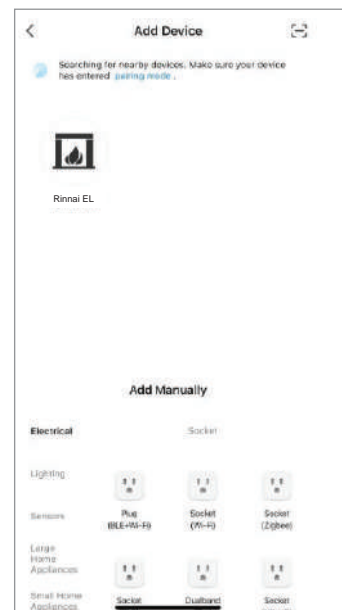 Add Device
Searching for nearby devices. Make sure your device
has entered pairing mode .
Rinnai EL
Add Manually
Electrical
Socket
Lighting
Plug
(BLE+Wi-Fi)
Socket
(Wi-Fi)
Socket
(Zigbee)
Sensors
Large
Home
Appliances
Small Home
Appliances
Socket
Dualband
Socket